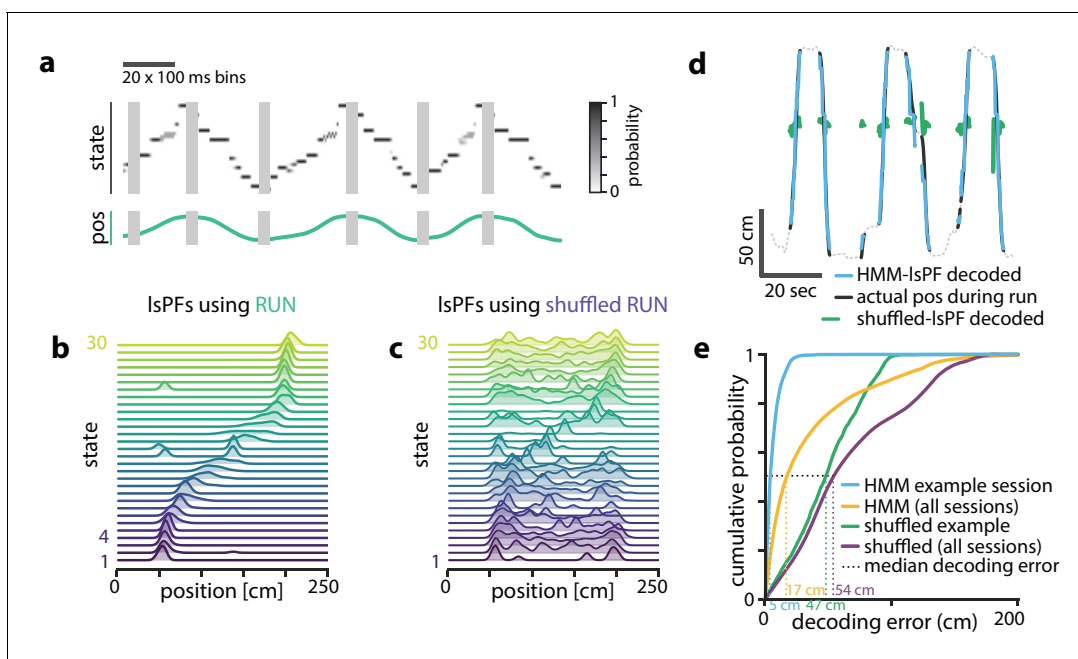 a
20 x 100 ms bins
state
1
0
probability
pos
lsPFs using RUN
b
30
4
1
state
0
250
position [cm]
lsPFs using shuffled RUN
c
30
1
state
0
250
position [cm]
d
50 cm
20 sec
HMM-lsPF decoded
actual pos during run
shuffled-lsPF decoded
e
1
0
cumulative probability
HMM example session
HMM (all sessions)
shuffled example
shuffled (all sessions)
median decoding error
17 cm
54 cm
5 cm
47 cm
0
200
decoding error (cm)